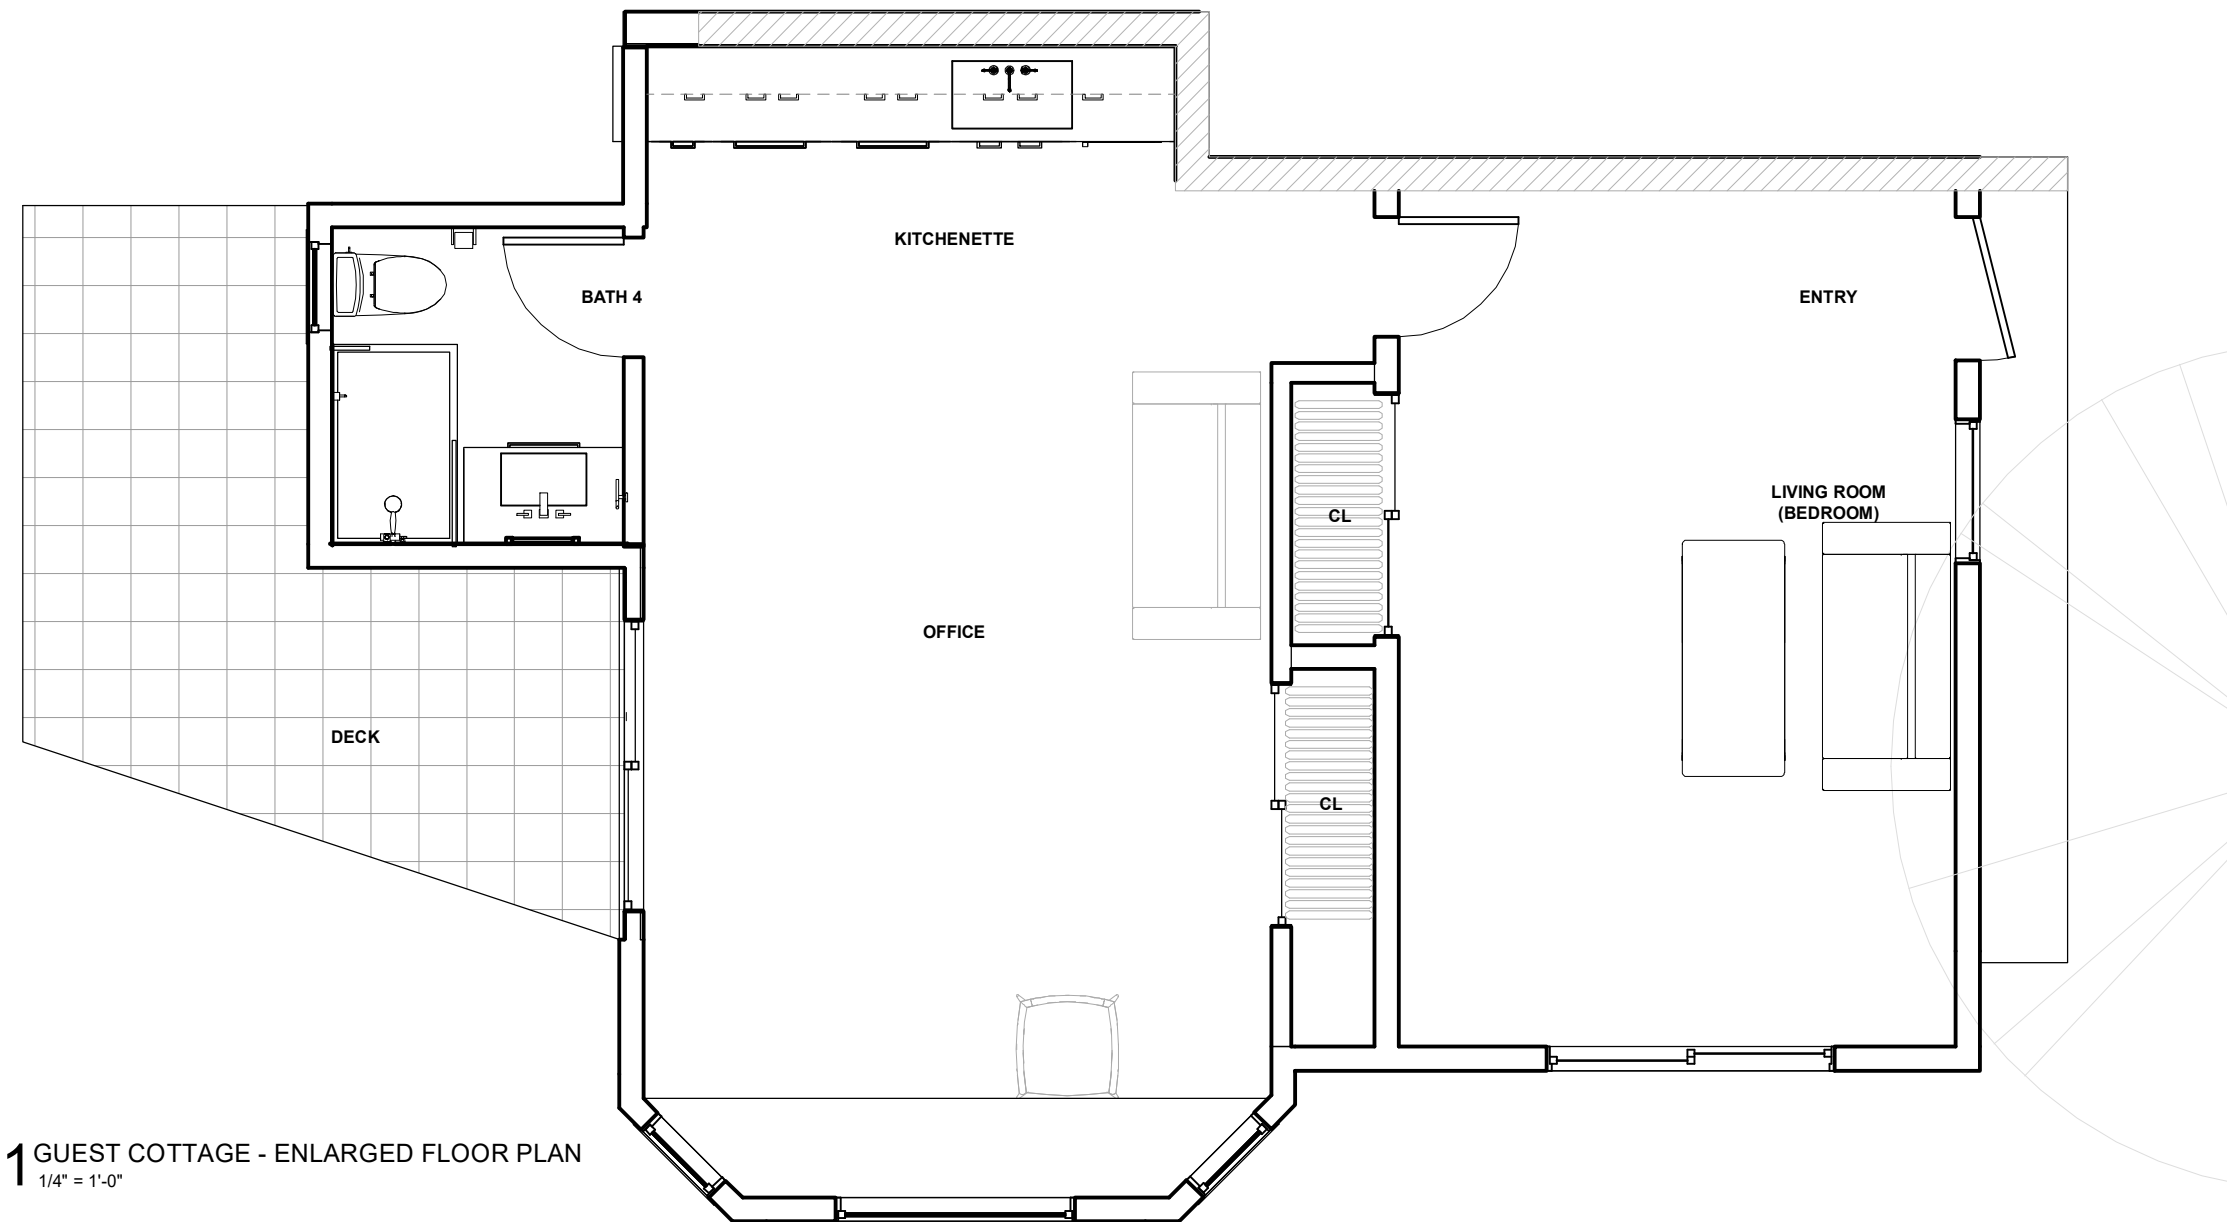 KITCHENETTE
BATH 4
ENTRY
LIVING ROOM
(BEDROOM)
CL
OFFICE
DECK
CL
1 GUEST COTTAGE - ENLARGED FLOOR PLAN
1/4" = 1'-0"